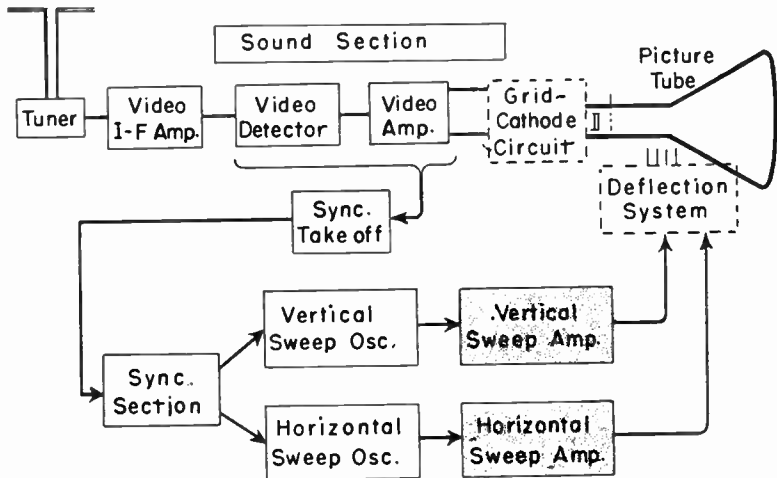 Sound Section
Picture
Tube
Tuner
Video
I-F Amp.
Video
Detector
Video
Amp.
Grid-
Cathode
Circuit
Deflection
System
Sync.
Take off
Vertical
Sweep Osc.
Vertical
Sweep Amp.
Sync.
Section
Horizontal
Sweep Osc.
Horizontal
Sweep Amp.